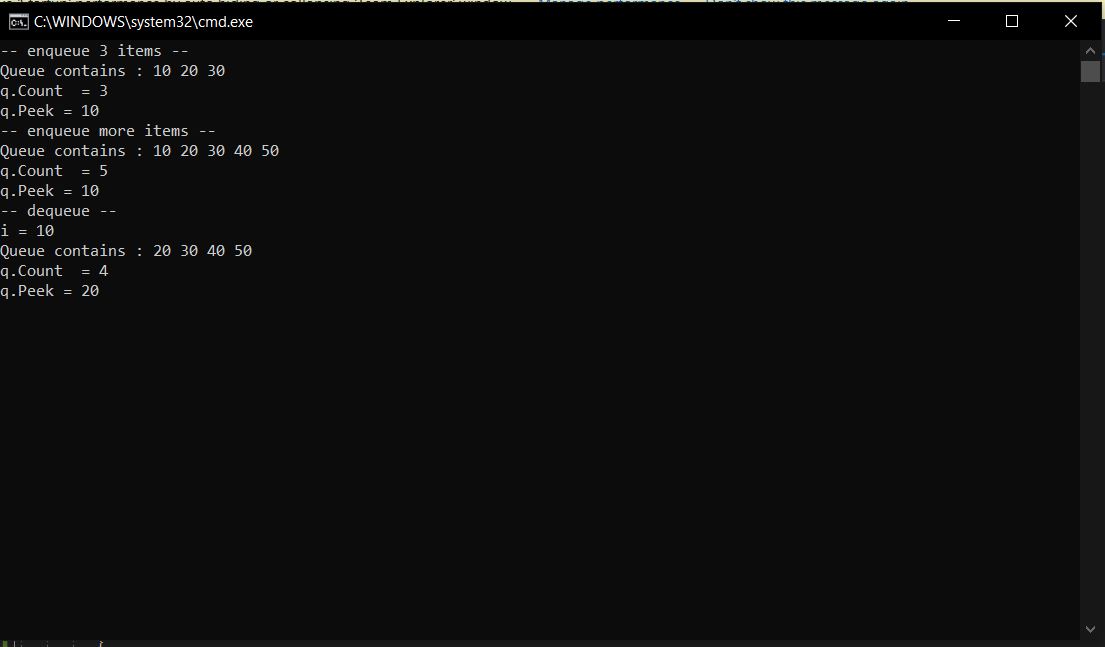 C:\WINDOWS\system32\cmd.exe
-- enqueue 3 items --
Queue contains : 10 20 30
q.Count  = 3
q.Peek = 10
-- enqueue more items --
Queue contains : 10 20 30 40 50
q.Count  = 5
q.Peek = 10
-- dequeue --
i = 10
Queue contains : 20 30 40 50
q.Count  = 4
q.Peek = 20